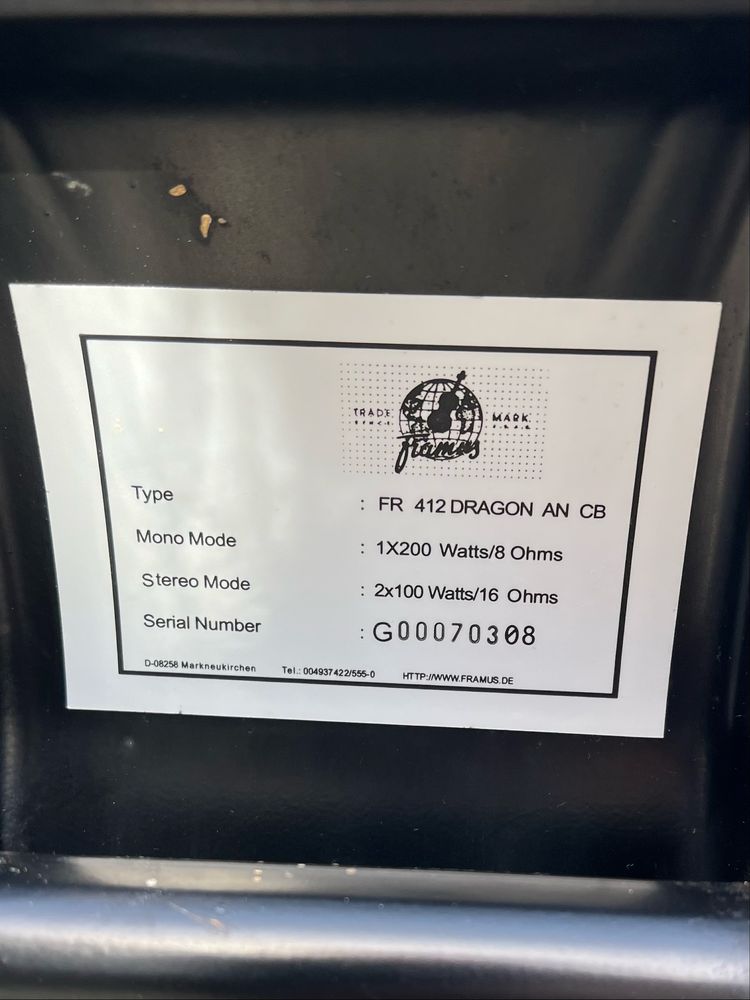 TRADE MARK
framus
Type : FR 412 DRAGON AN CB
Mono Mode : 1X200 Watts/8 Ohms
Stereo Mode : 2x100 Watts/16 Ohms
Serial Number : G00070308
D-08258 Markneukirchen Tel.: 004937422/555-0 HTTP://WWW.FRAMUS.DE